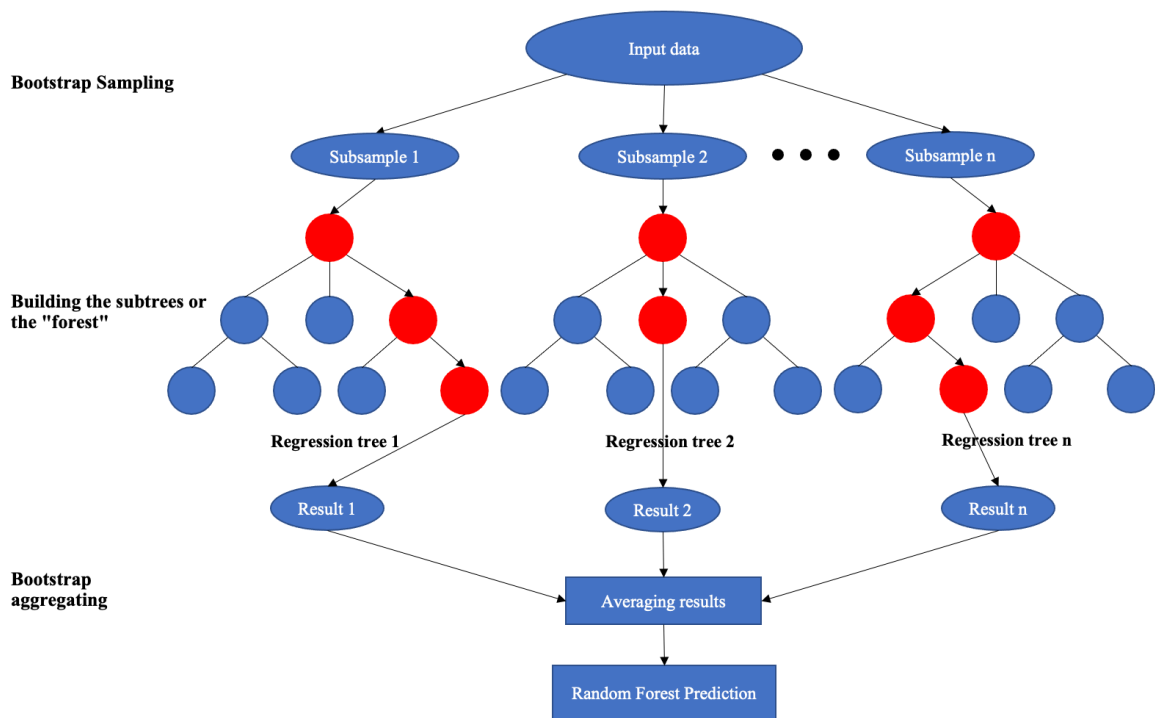 Input data
Bootstrap Sampling
Subsample 1
Subsample 2
Subsample n
Building the subtrees or
the "forest"
Regression tree 1
Regression tree 2
Regression tree n
Result 1
Result 2
Result n
Bootstrap
aggregating
Averaging results
Random Forest Prediction